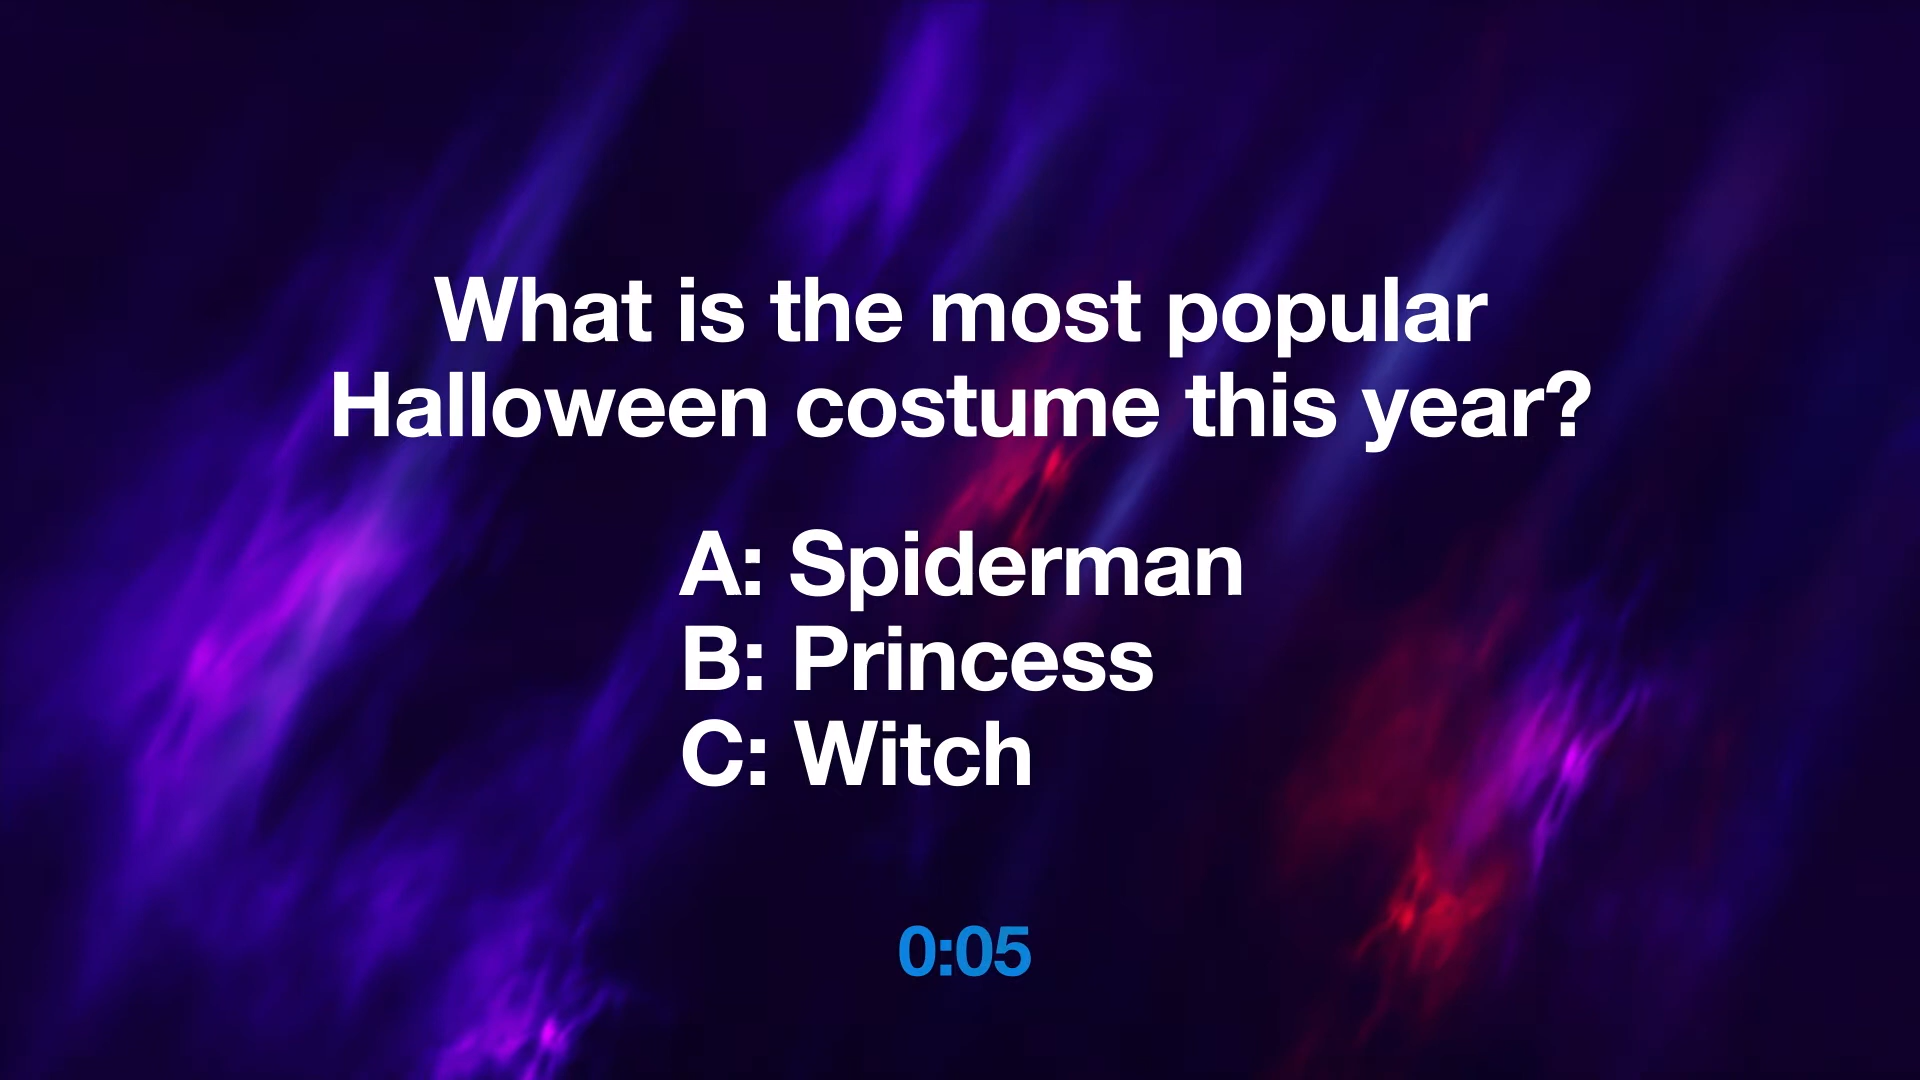 What is the most popular
Halloween costume this year?
A: Spiderman
B: Princess
C: Witch
0:05